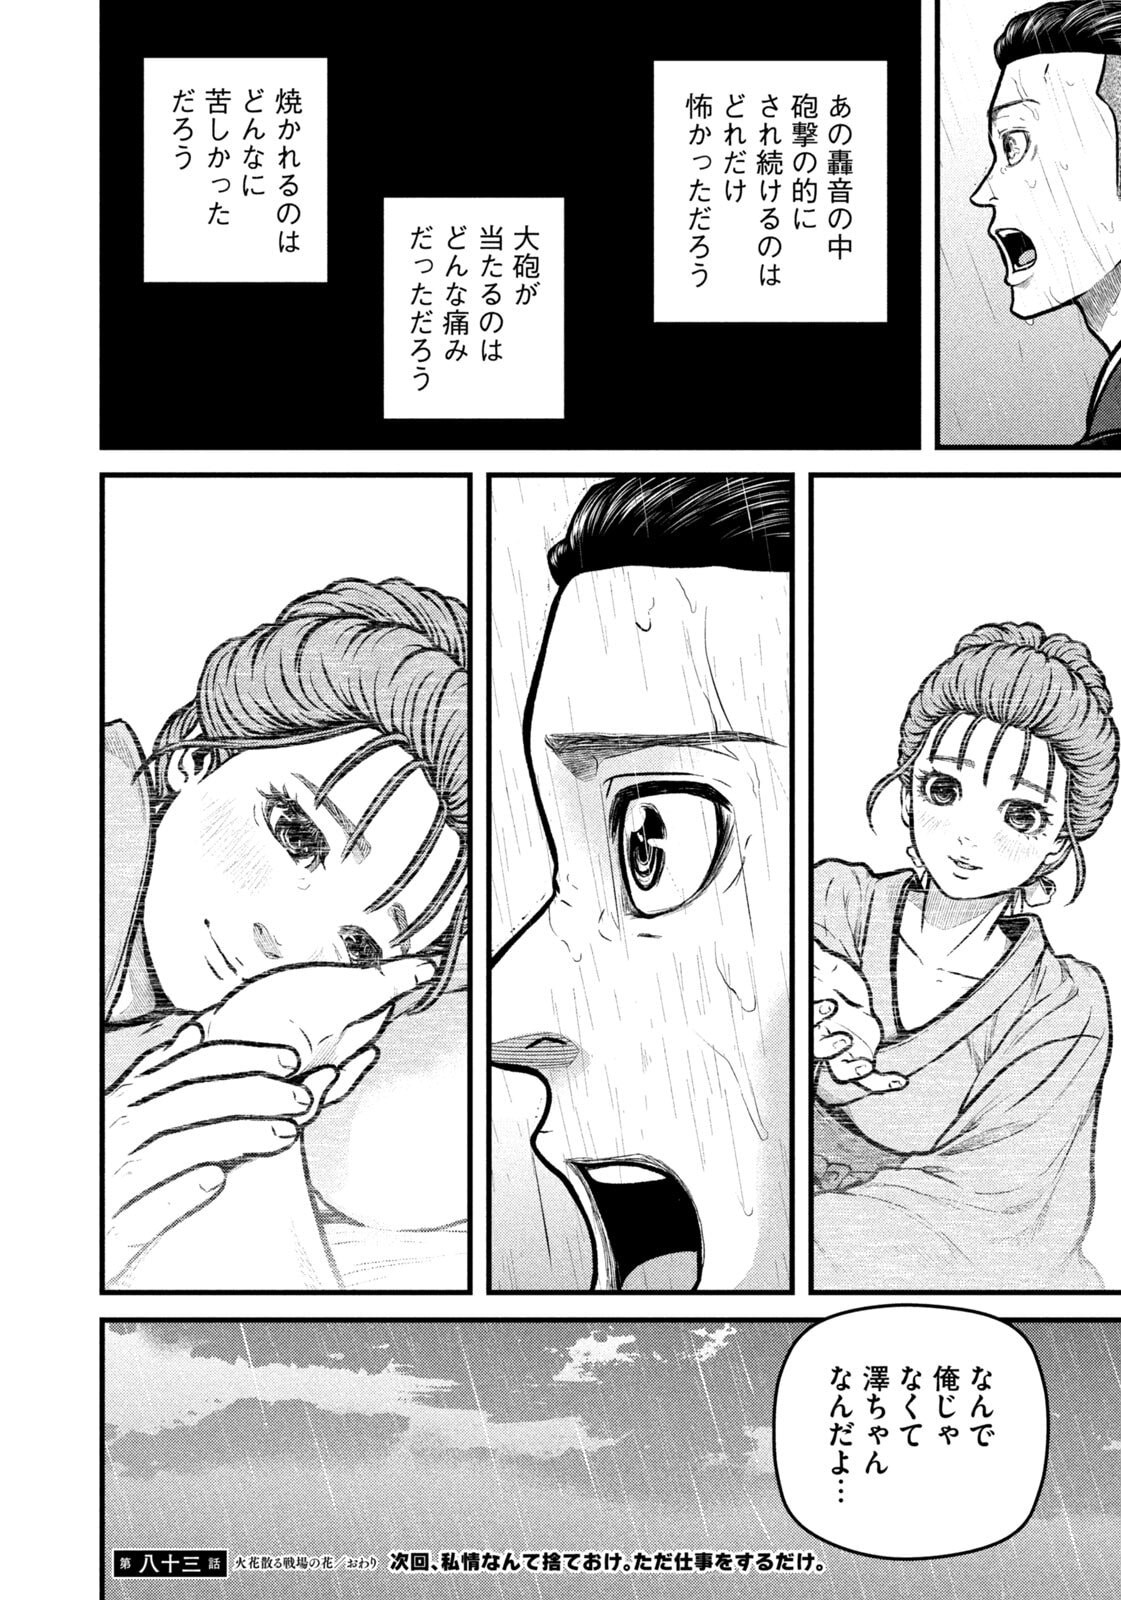 あの轟音の中
砲撃の的に
され続けるのは
どれだけ
怖かっただろう
大砲が
当たるのは
どんな痛み
だっただろう
焼かれるのは
どんなに
苦しかった
だろう
なんで
俺じゃ
なくて
澤ちゃん
なんだよ…
第八十三話
火花散る戦場の花／おわり
次回、私情なんて捨ておけ。ただ仕事をするだけ。